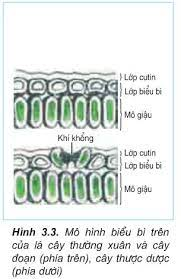 Lớp cutin
Lớp biểu bì
Mô giậu
Khí khổng
Lớp cutin
Lớp biểu bì
Mô giậu
Hình 3.3. Mô hình biểu bì trên
của lá cây thường xuân và cây
đoạn (phía trên), cây thược dược
(phía dưới)